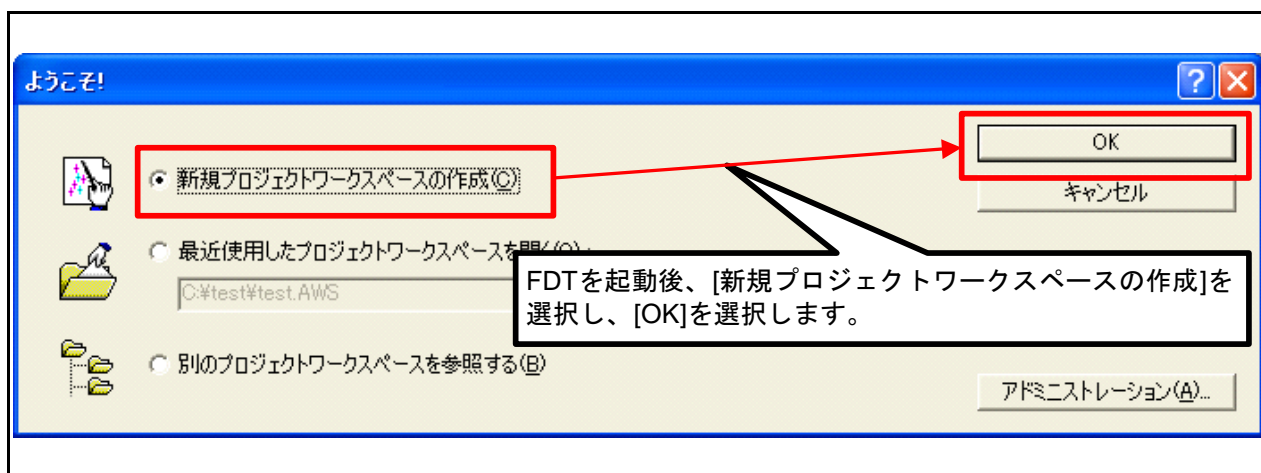 ようこそ!
新規プロジェクトワークスペースの作成(C)
OK
キャンセル
最近使用したプロジェクトワークスペースを開く(O):
C:¥test¥test.AWS
FDTを起動後、[新規プロジェクトワークスペースの作成]を
選択し、[OK]を選択します。
別のプロジェクトワークスペースを参照する(B)
アドミニストレーション(A)...